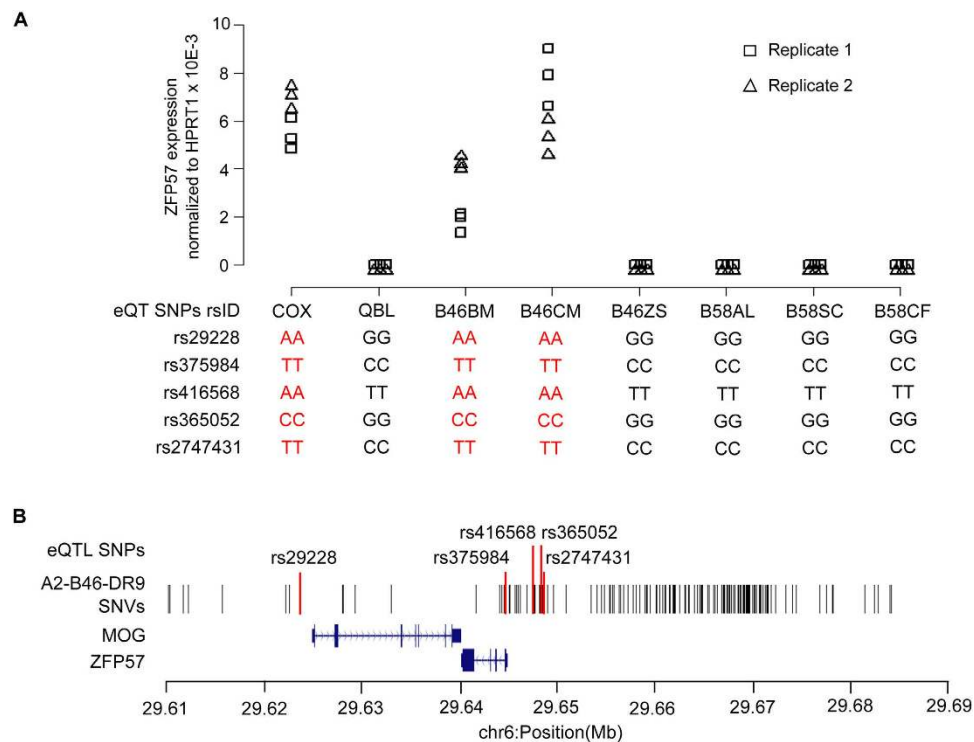 A
ZFP57 expression
normalized to HPRT1 x 10E-3
10
8
6
4
2
0
Replicate 1
Replicate 2
eQT SNPs rsID COX QBL B46BM B46CM B46ZS B58AL B58SC B58CF
rs29228 AA GG AA AA GG GG GG GG
rs375984 TT CC TT TT CC CC CC CC
rs416568 AA TT AA AA TT TT TT TT
rs365052 CC GG CC CC GG GG GG GG
rs2747431 TT CC TT TT CC CC CC CC
B
rs416568 rs365052
eQTL SNPs
rs29228 rs375984 rs2747431
A2-B46-DR9
SNVs
MOG
ZFP57
29.61 29.62 29.63 29.64 29.65 29.66 29.67 29.68 29.69
chr6:Position(Mb)